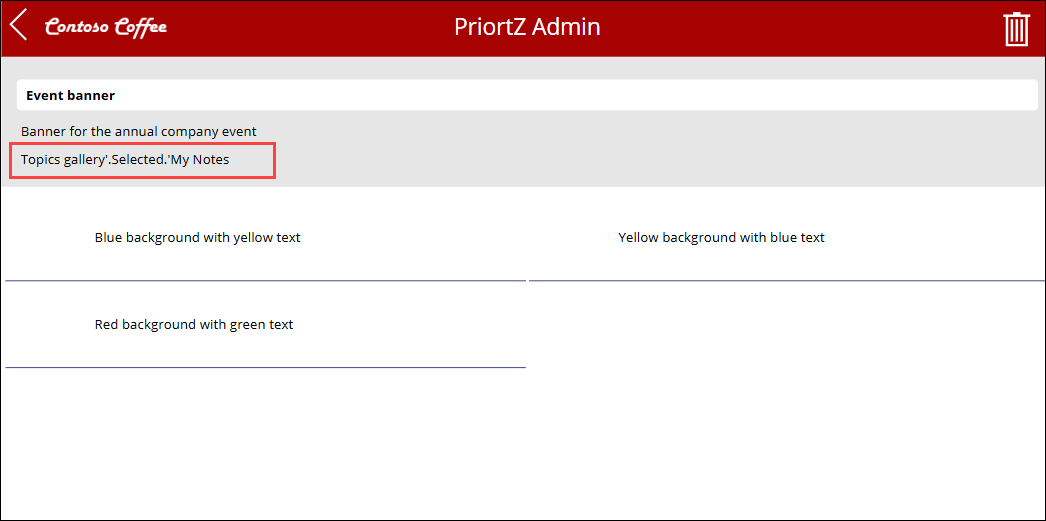 Contoso Coffee
PriortZ Admin
Event banner
Banner for the annual company event
Topics gallery'.Selected.'My Notes
Blue background with yellow text
Yellow background with blue text
Red background with green text